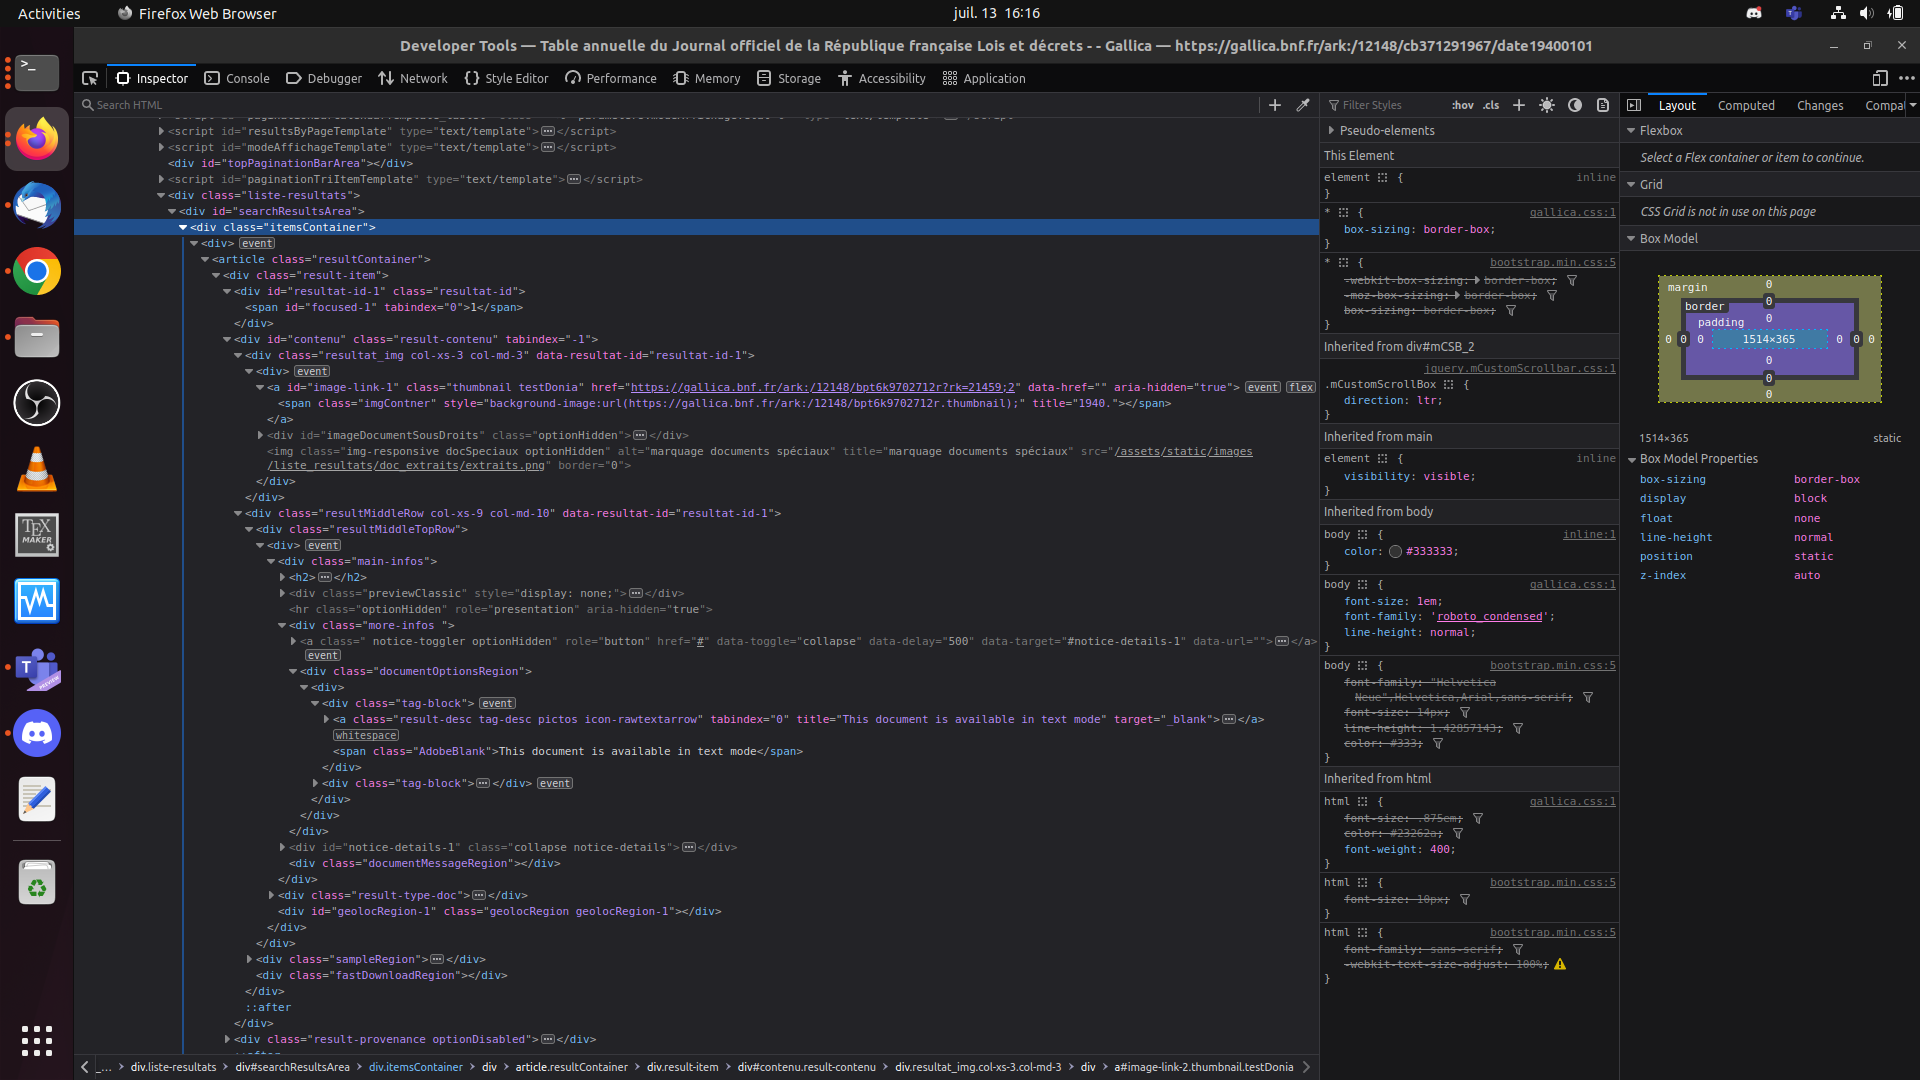 Activities
Firefox Web Browser
juil. 13 16:16
Developer Tools — Table annuelle du Journal officiel de la République française Lois et décrets - - Gallica — https://gallica.bnf.fr/ark:/12148/cb371291967/date19400101
Inspector Console Debugger Network Style Editor Performance Memory Storage Accessibility Application
Search HTML
<script id="resultsByPageTemplate" type="text/template"></script>
<script id="modeAffichageTemplate" type="text/template"></script>
<div id="topPaginationBarArea"></div>
<script id="paginationTriItemTemplate" type="text/template"></script>
<div class="liste-resultats">
<div id="searchResultsArea">
<div class="itemsContainer">
<div> event
<article class="resultContainer">
<div class="result-item">
<div id="resultat-id-1" class="resultat-id">
<span id="focused-1" tabindex="0">1</span>
</div>
<div id="contenu" class="result-contenu" tabindex="-1">
<div class="resultat_img col-xs-3 col-md-3" data-resultat-id="resultat-id-1">
<div> event
<a id="image-link-1" class="thumbnail testDonia" href="https://gallica.bnf.fr/ark:/12148/bpt6k9702712r?rk=21459;2" data-href="" aria-hidden="true"> event flex
<span class="imgContner" style="background-image:url(https://gallica.bnf.fr/ark:/12148/bpt6k9702712r.thumbnail);" title="1940."></span>
</a>
<div id="imageDocumentSousDroits" class="optionHidden"></div>
<img class="img-responsive docSpeciaux optionHidden" alt="marquage documents spéciaux" title="marquage documents spéciaux" src="/assets/static/images
/liste_resultats/doc_extraits/extraits.png" border="0">
</div>
</div>
<div class="resultMiddleRow col-xs-9 col-md-10" data-resultat-id="resultat-id-1">
<div class="resultMiddleTopRow">
<div> event
<div class="main-infos">
<h2></h2>
<div class="previewClassic" style="display: none;"></div>
<hr class="optionHidden" role="presentation" aria-hidden="true">
<div class="more-infos ">
<a class=" notice-toggler optionHidden" role="button" href="#" data-toggle="collapse" data-delay="500" data-target="#notice-details-1" data-url=""></a>
event
<div class="documentOptionsRegion">
<div>
<div class="tag-block"> event
<a class="result-desc tag-desc pictos icon-rawtextarrow" tabindex="0" title="This document is available in text mode" target="_blank"></a>
whitespace
<span class="AdobeBlank">This document is available in text mode</span>
</div>
<div class="tag-block"></div> event
</div>
</div>
</div>
<div id="notice-details-1" class="collapse notice-details"></div>
<div class="documentMessageRegion"></div>
</div>
<div class="result-type-doc"></div>
<div id="geolocRegion-1" class="geolocRegion geolocRegion-1"></div>
</div>
</div>
<div class="sampleRegion"></div>
<div class="fastDownloadRegion"></div>
</div>
::after
</div>
<div class="result-provenance optionDisabled"></div>
_… div.liste-resultats div#searchResultsArea div.itemsContainer div article.resultContainer div.result-item div#contenu.result-contenu div.resultat_img.col-xs-3.col-md-3 div a#image-link-2.thumbnail.testDonia
Filter Styles :hov .cls
Pseudo-elements
This Element
element { inline
}
* { gallica.css:1
box-sizing: border-box;
}
* { bootstrap.min.css:5
-webkit-box-sizing: border-box;
-moz-box-sizing: border-box;
box-sizing: border-box;
}
Inherited from div#mCSB_2
jquery.mCustomScrollbar.css:1
.mCustomScrollBox {
direction: ltr;
}
Inherited from main
element { inline
visibility: visible;
}
Inherited from body
body { inline:1
color: #333333;
}
body { gallica.css:1
font-size: 1em;
font-family: 'roboto_condensed';
line-height: normal;
}
body { bootstrap.min.css:5
font-family: "Helvetica
Neue",Helvetica,Arial,sans-serif;
font-size: 14px;
line-height: 1.42857143;
color: #333;
}
Inherited from html
html { gallica.css:1
font-size: .875em;
color: #23262a;
font-weight: 400;
}
html { bootstrap.min.css:5
font-size: 10px;
}
html { bootstrap.min.css:5
font-family: sans-serif;
-webkit-text-size-adjust: 100%;
}
Layout Computed Changes Compat
Flexbox
Select a Flex container or item to continue.
Grid
CSS Grid is not in use on this page
Box Model
margin 0
border 0
padding 0
0 0 0 1514×365 0 0 0
0
0
0
1514×365 static
Box Model Properties
box-sizing border-box
display block
float none
line-height normal
position static
z-index auto
TEX
MAKER
T
PREVIEW